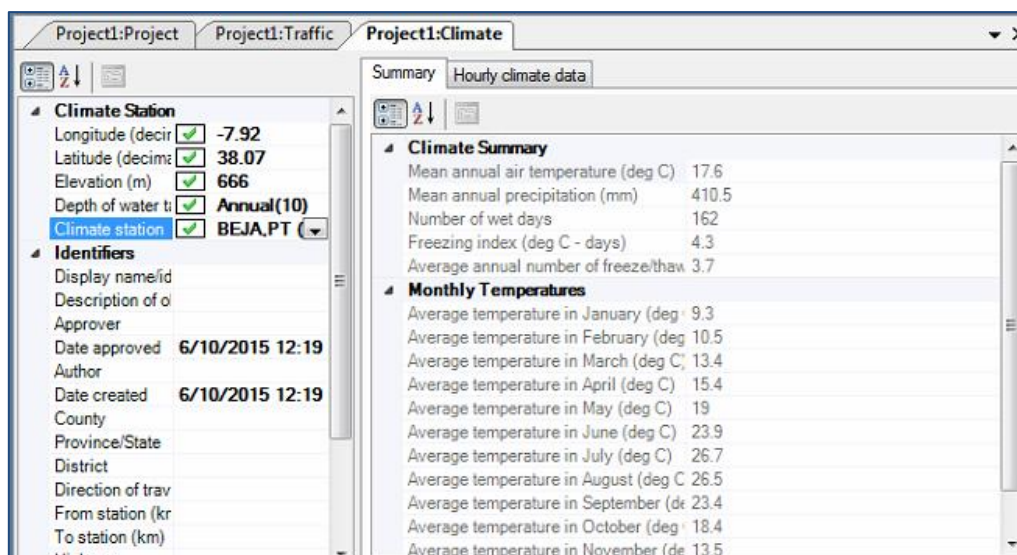 Project1:Project Project1:Traffic Project1:Climate
Climate Station
Longitude (decir -7.92
Latitude (decima 38.07
Elevation (m) 666
Depth of water ta Annual(10)
Climate station BEJA,PT (
Identifiers
Display name/id
Description of ol
Approver
Date approved 6/10/2015 12:19
Author
Date created 6/10/2015 12:19
County
Province/State
District
Direction of trav
From station (kr
To station (km)
Summary Hourly climate data
Climate Summary
Mean annual air temperature (deg C) 17.6
Mean annual precipitation (mm) 410.5
Number of wet days 162
Freezing index (deg C - days) 4.3
Average annual number of freeze/thaw 3.7
Monthly Temperatures
Average temperature in January (deg 9.3
Average temperature in February (deg 10.5
Average temperature in March (deg C) 13.4
Average temperature in April (deg C) 15.4
Average temperature in May (deg C) 19
Average temperature in June (deg C) 23.9
Average temperature in July (deg C) 26.7
Average temperature in August (deg C 26.5
Average temperature in September (de 23.4
Average temperature in October (deg 18.4
Average temperature in November (de 13.5